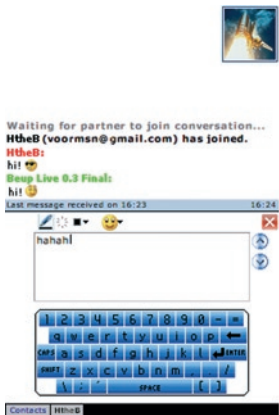 Waiting for partner to join conversation...
HtheB (voormsn@gmail.com) has joined.
HtheB:
hi!
Beup Live 0.3 Final:
hi!
Last message received on 16:23 16:24
hahah
1 2 3 4 5 6 7 8 9 0 - =
q w e r t y u i o p
CAPS a s d f g h j k l ENTER
SHIFT z x c v b n m , . /
\ ; ' SPACE [ ]
Contacts HtheB